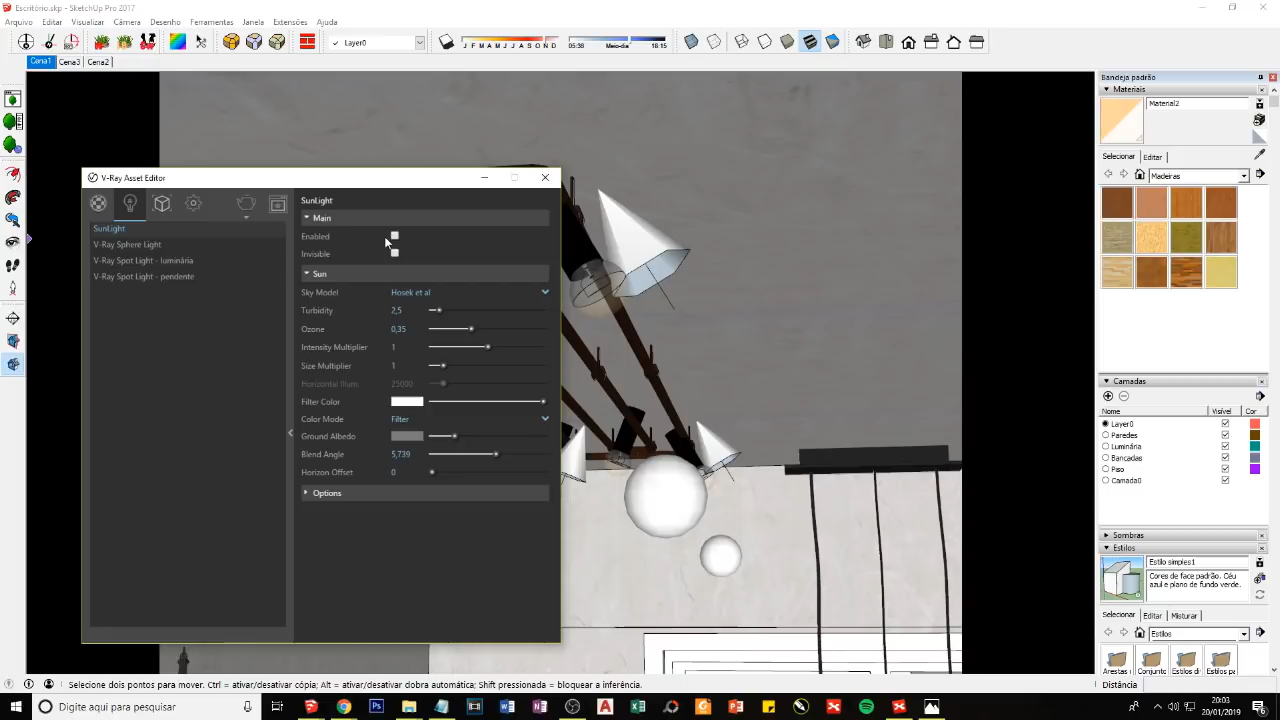 Escritório.skp - SketchUp Pro 2017
Arquivo Editar Visualizar Câmera Desenho Ferramentas Janela Extensões Ajuda
Layer0
J F M A M J J A S O N D
05:38 Meio-dia 18:15
Cena1 Cena3 Cena2
V-Ray Asset Editor
SunLight
V-Ray Sphere Light
V-Ray Spot Light - luminária
V-Ray Spot Light - pendente
SunLight
Main
Enabled
Invisible
Sun
Sky Model Hosek et al
Turbidity 2,5
Ozone 0,35
Intensity Multiplier 1
Size Multiplier 1
Horizontal Illum. 25000
Filter Color
Color Mode Filter
Ground Albedo
Blend Angle 5,739
Horizon Offset 0
Options
Bandeja padrão
Materiais
Material2
Selecionar Editar
Madeiras
Camadas
Nome Visível Cor
Layer0
Paredes
Luminária
Bancadas
Piso
Camada0
Sombras
Estilos
Estilo simples1
Cores de face padrão. Céu
azul e plano de fundo verde.
Selecionar Editar Misturar
Estilos
Arestas Conjunto Estilos di Estilos pa
Selecione dois pontos para mover. Ctrl = ativar/desativar cópia; Alt = ativar/desativar dobra automática; Shift pressionada = bloquear a inferência.
Distância
Digite aqui para pesquisar
20:03
20/01/2019
6